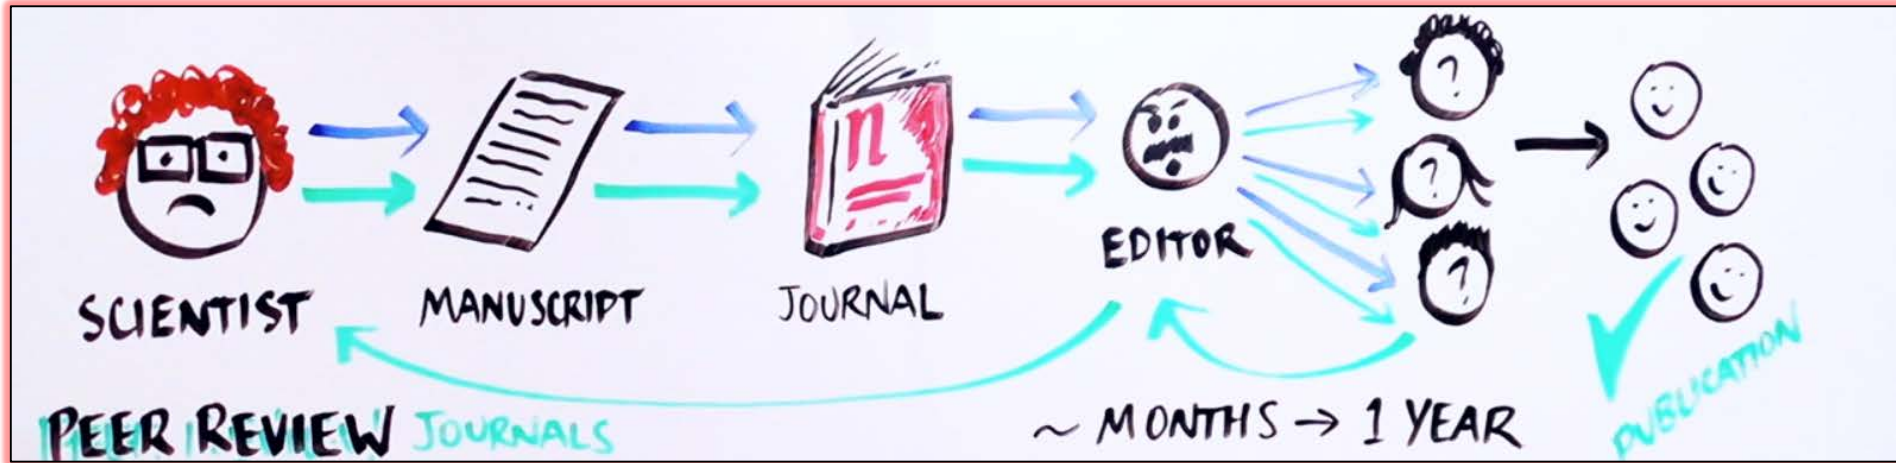 n
?
?
?
EDITOR
SCIENTIST
MANUSCRIPT
JOURNAL
PEER REVIEW JOURNALS
~ MONTHS → 1 YEAR
PUBLICATION